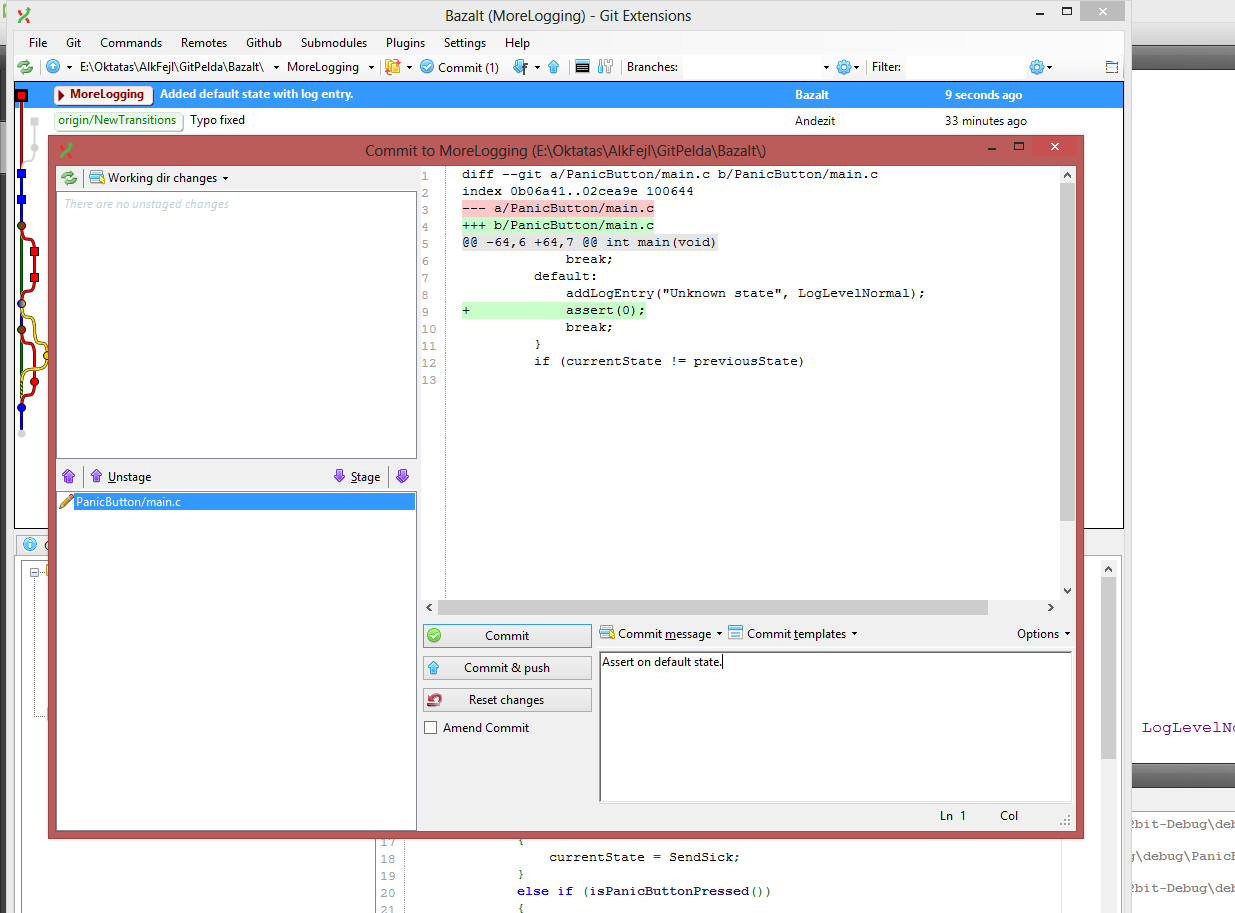 Bazalt (MoreLogging) - Git Extensions
File Git Commands Remotes Github Submodules Plugins Settings Help
E:\Oktatas\AlkFejl\GitPelda\Bazalt\ MoreLogging Commit (1) Branches: Filter:
MoreLogging Added default state with log entry. Bazalt 9 seconds ago
origin/NewTransitions Typo fixed Andezit 33 minutes ago
Commit to MoreLogging (E:\Oktatas\AlkFejl\GitPelda\Bazalt\)
Working dir changes
There are no unstaged changes
1 diff --git a/PanicButton/main.c b/PanicButton/main.c
2 index 0b06a41..02cea9e 100644
3 --- a/PanicButton/main.c
4 +++ b/PanicButton/main.c
5 @@ -64,6 +64,7 @@ int main(void)
6 break;
7 default:
8 addLogEntry("Unknown state", LogLevelNormal);
9 + assert(0);
10 break;
11 }
12 if (currentState != previousState)
13
Unstage Stage
PanicButton/main.c
Commit
Commit & push
Reset changes
Amend Commit
Commit message Commit templates Options
Assert on default state.
Ln 1 Col
LogLevelNo
2bit-Debug\deb
g\debug\PanicB
2bit-Debug\deb
17 {
18 currentState = SendSick;
19 }
20 else if (isPanicButtonPressed())
21 {